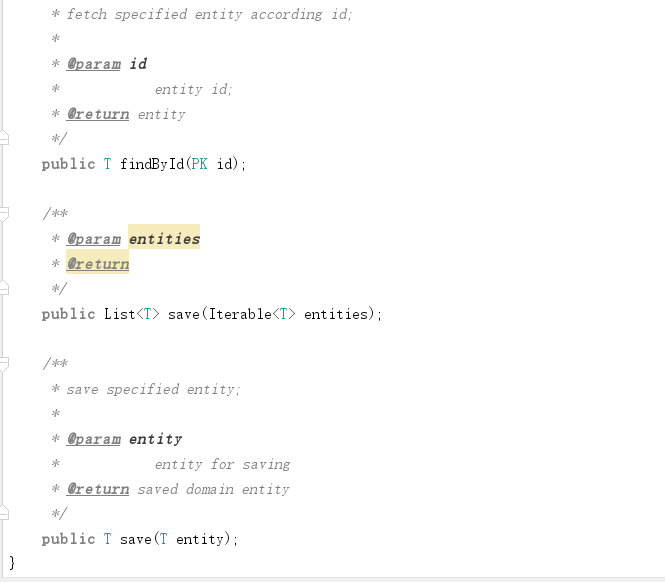 * fetch specified entity according id;
*
* @param id
*            entity id;
* @return entity
*/
public T findById(PK id);
/**
* @param entities
* @return
*/
public List<T> save(Iterable<T> entities);
/**
* save specified entity;
*
* @param entity
*            entity for saving
* @return saved domain entity
*/
public T save(T entity);
}